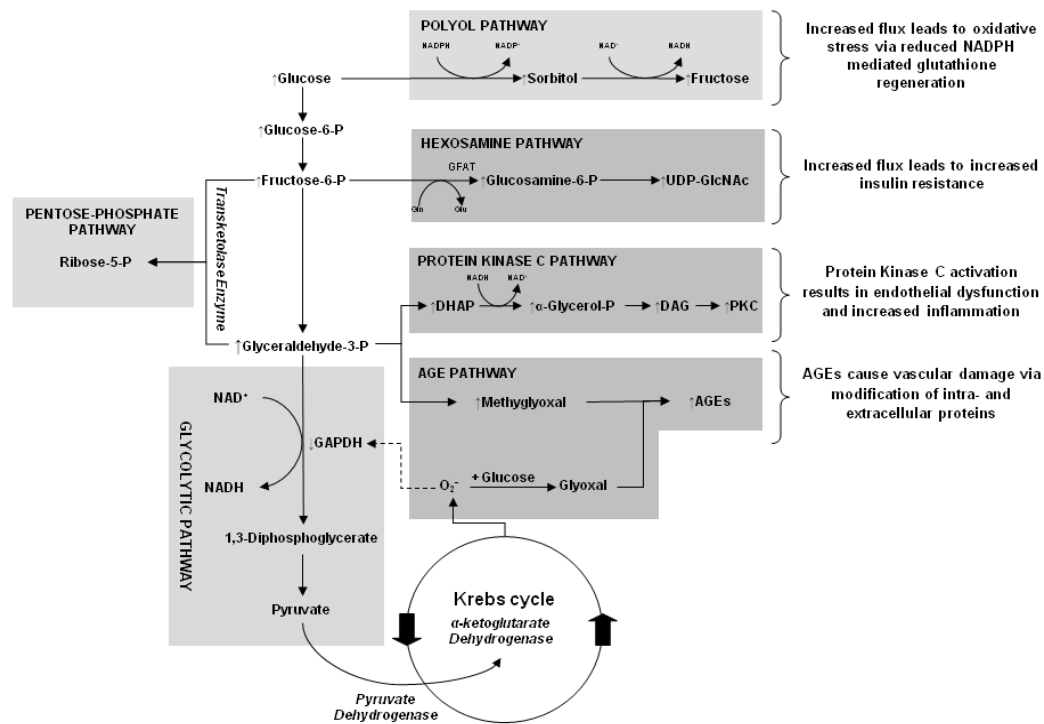 POLYOL PATHWAY
NADPH
NADP⁺
NAD⁺
NADH
↑Glucose
↑Sorbitol
↑Fructose
Increased flux leads to oxidative
stress via reduced NADPH
mediated glutathione
regeneration
↑Glucose-6-P
HEXOSAMINE PATHWAY
GFAT
↑Fructose-6-P
↑Glucosamine-6-P
↑UDP-GlcNAc
Gln
Glu
Increased flux leads to increased
insulin resistance
PENTOSE-PHOSPHATE
PATHWAY
Ribose-5-P
Transketolase Enzyme
PROTEIN KINASE C PATHWAY
NADH
NAD⁺
↑DHAP
↑α-Glycerol-P
↑DAG
↑PKC
Protein Kinase C activation
results in endothelial dysfunction
and increased inflammation
↑Glyceraldehyde-3-P
AGE PATHWAY
↑Methyglyoxal
↑AGEs
AGEs cause vascular damage via
modification of intra- and
extracellular proteins
GLYCOLYTIC PATHWAY
NAD⁺
↓GAPDH
NADH
O₂⁻
+ Glucose
Glyoxal
1,3-Diphosphoglycerate
Pyruvate
Krebs cycle
α-ketoglutarate
Dehydrogenase
Pyruvate
Dehydrogenase